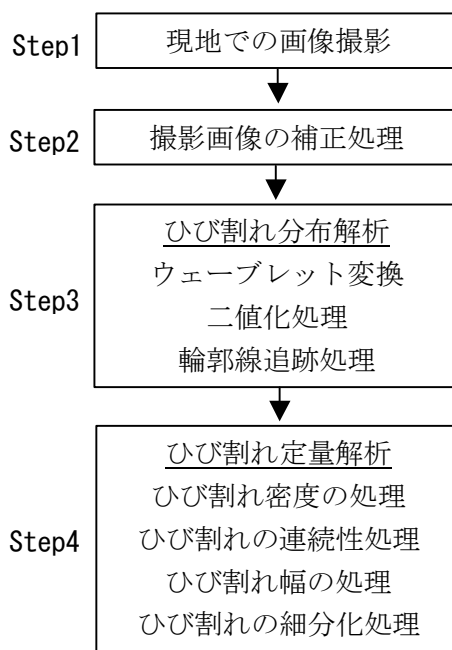 Step1
現地での画像撮影
Step2
撮影画像の補正処理
Step3
ひび割れ分布解析
ウェーブレット変換
二値化処理
輪郭線追跡処理
Step4
ひび割れ定量解析
ひび割れ密度の処理
ひび割れの連続性処理
ひび割れ幅の処理
ひび割れの細分化処理